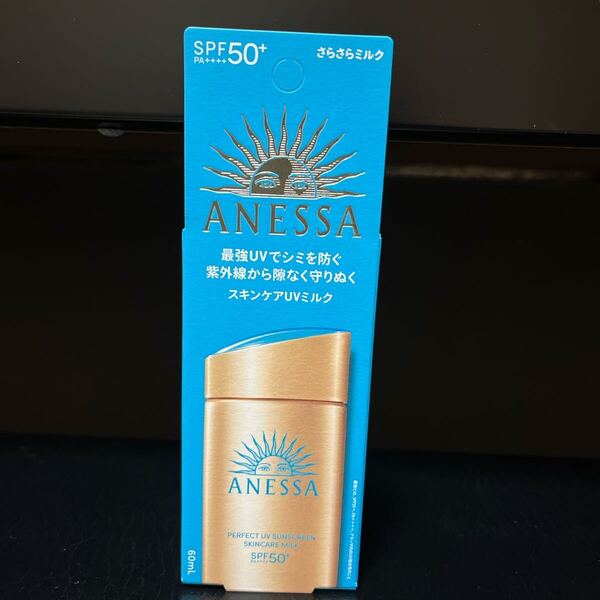 SPF50+
PA++++
さらさらミルク
ANESSA
最強UVでシミを防ぐ
紫外線から隙なく守りぬく
スキンケアUVミルク
ANESSA
PERFECT UV SUNSCREEN
SKINCARE MILK
SPF50+
PA++++
60mL